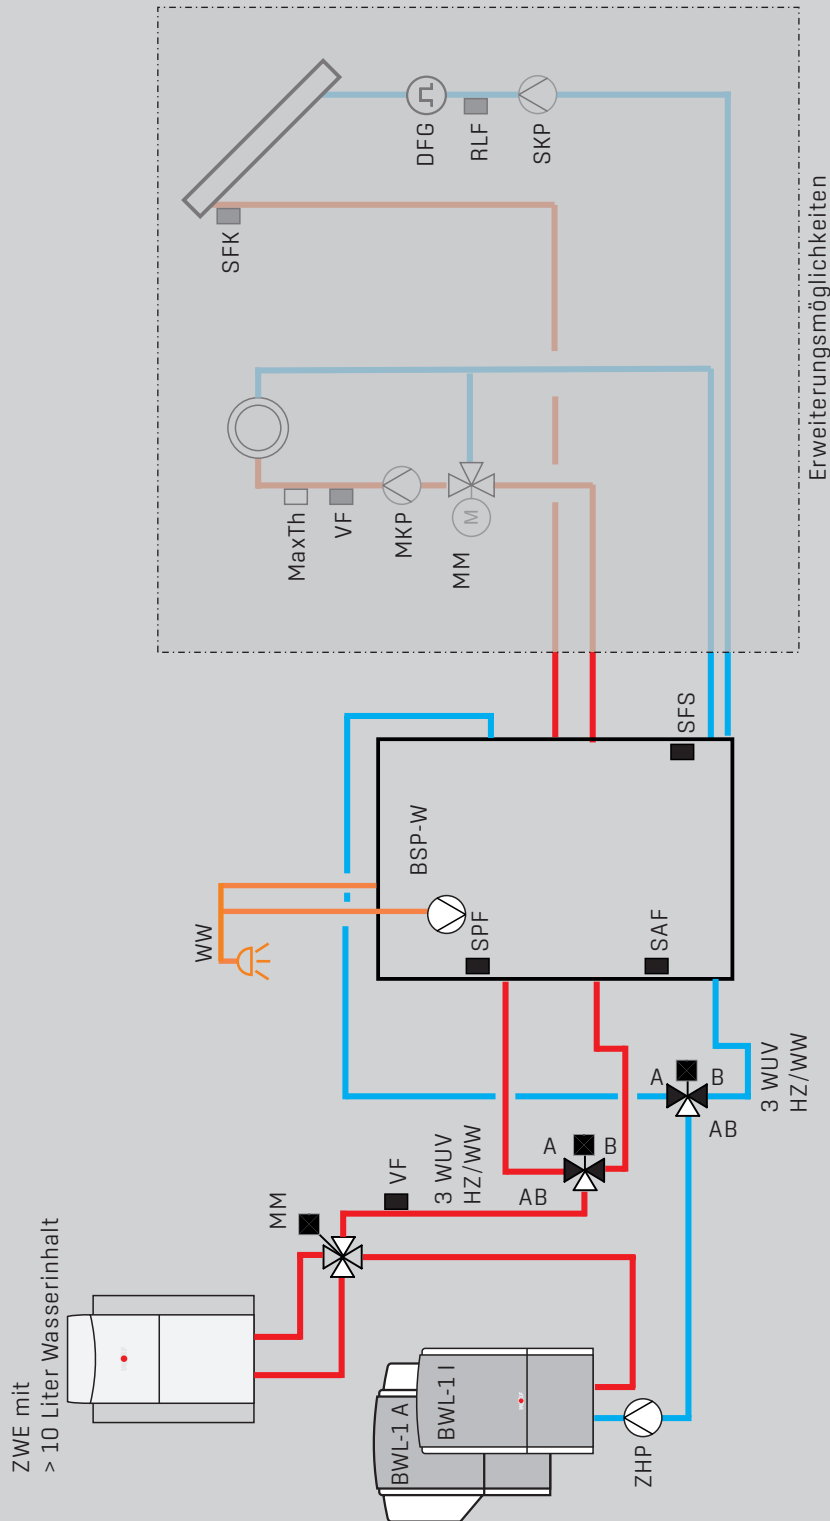 ZWE mit
> 10 Liter Wasserinhalt
BWL-1 A
BWL-1 I
ZHP
MM
VF
3 WUV
HZ/WW
AB
A
B
3 WUV
HZ/WW
AB
A
B
WW
BSP-W
SPF
SAF
SFS
MaxTh
VF
MKP
MM
M
SFK
DFG
RLF
SKP
Erweiterungsmöglichkeiten